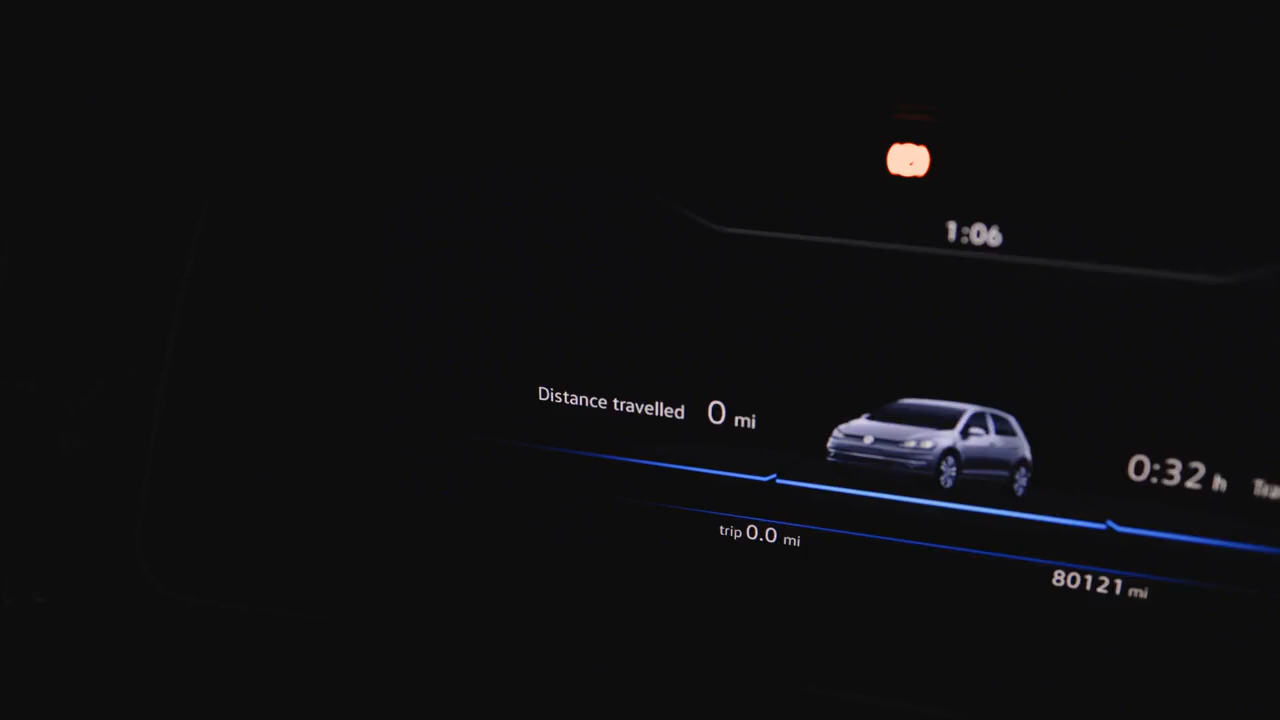 1:06
Distance travelled 0 mi
0:32 h
trip 0.0 mi
80121 mi